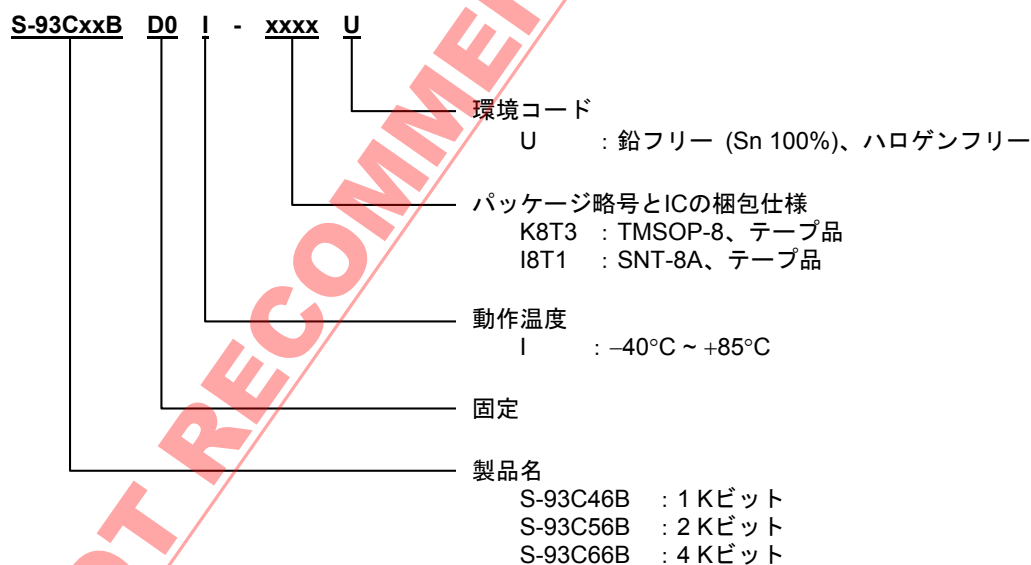 S-93CxxB D0 I - xxxx U
環境コード
U : 鉛フリー (Sn 100%)、ハロゲンフリー
パッケージ略号とICの梱包仕様
K8T3 : TMSOP-8、テープ品
I8T1 : SNT-8A、テープ品
動作温度
I : −40°C ~ +85°C
固定
製品名
S-93C46B : 1 Kビット
S-93C56B : 2 Kビット
S-93C66B : 4 Kビット
RECOMME